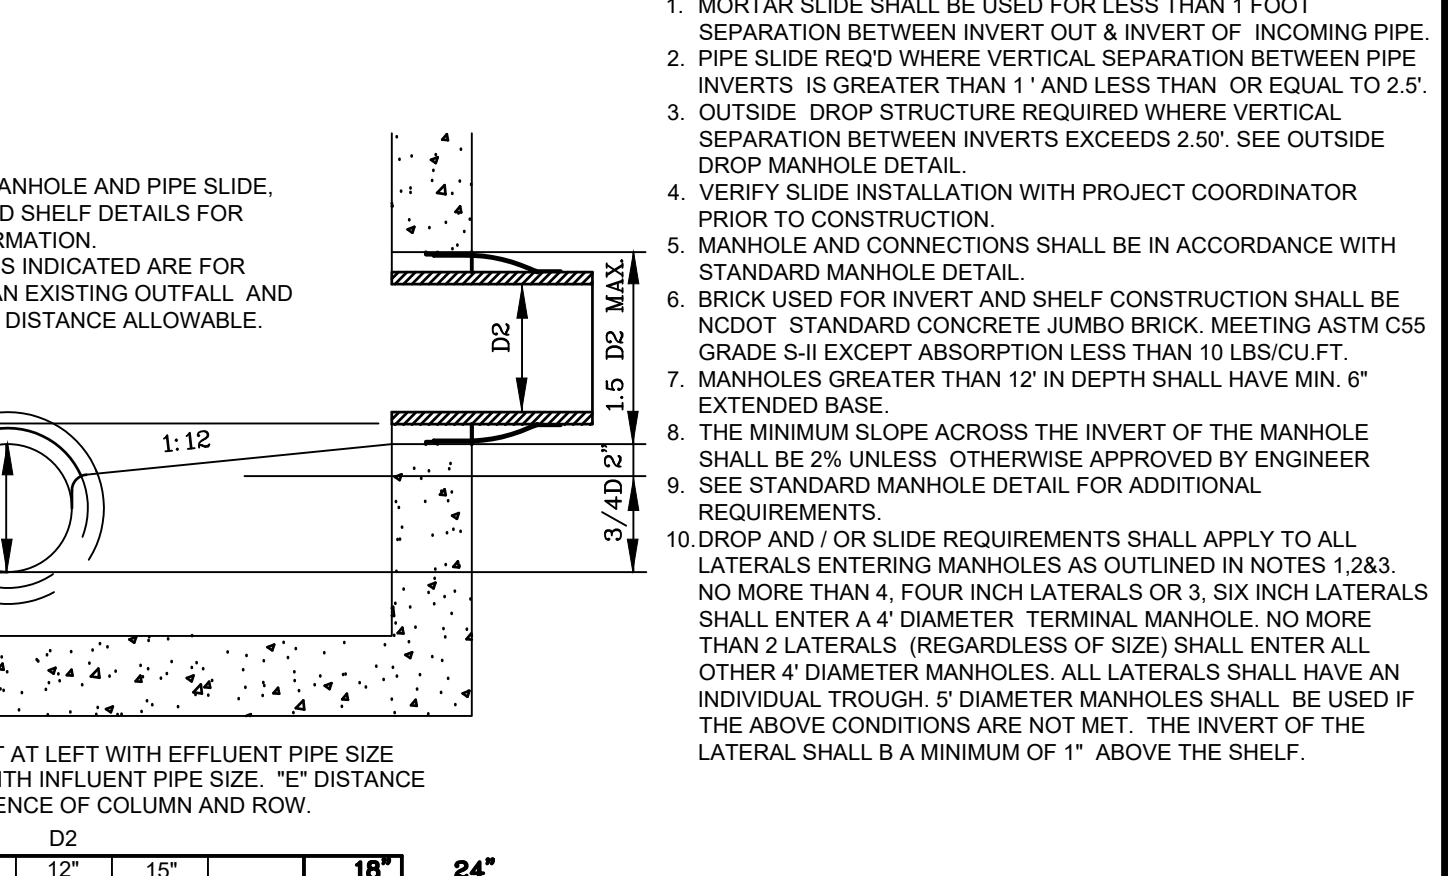 1. MORTAR SLIDE SHALL BE USED FOR LESS THAN 1 FOOT
SEPARATION BETWEEN INVERT OUT & INVERT OF INCOMING PIPE.
2. PIPE SLIDE REQ'D WHERE VERTICAL SEPARATION BETWEEN PIPE
INVERTS IS GREATER THAN 1 ' AND LESS THAN OR EQUAL TO 2.5'.
3. OUTSIDE DROP STRUCTURE REQUIRED WHERE VERTICAL
SEPARATION BETWEEN INVERTS EXCEEDS 2.50'. SEE OUTSIDE
DROP MANHOLE DETAIL.
4. VERIFY SLIDE INSTALLATION WITH PROJECT COORDINATOR
PRIOR TO CONSTRUCTION.
5. MANHOLE AND CONNECTIONS SHALL BE IN ACCORDANCE WITH
STANDARD MANHOLE DETAIL.
6. BRICK USED FOR INVERT AND SHELF CONSTRUCTION SHALL BE
NCDOT STANDARD CONCRETE JUMBO BRICK. MEETING ASTM C55
GRADE S-II EXCEPT ABSORPTION LESS THAN 10 LBS/CU.FT.
7. MANHOLES GREATER THAN 12' IN DEPTH SHALL HAVE MIN. 6"
EXTENDED BASE.
8. THE MINIMUM SLOPE ACROSS THE INVERT OF THE MANHOLE
SHALL BE 2% UNLESS OTHERWISE APPROVED BY ENGINEER
9. SEE STANDARD MANHOLE DETAIL FOR ADDITIONAL
REQUIREMENTS.
10. DROP AND / OR SLIDE REQUIREMENTS SHALL APPLY TO ALL
LATERALS ENTERING MANHOLES AS OUTLINED IN NOTES 1,2&3.
NO MORE THAN 4, FOUR INCH LATERALS OR 3, SIX INCH LATERALS
SHALL ENTER A 4' DIAMETER TERMINAL MANHOLE. NO MORE
THAN 2 LATERALS (REGARDLESS OF SIZE) SHALL ENTER ALL
OTHER 4' DIAMETER MANHOLES. ALL LATERALS SHALL HAVE AN
INDIVIDUAL TROUGH. 5' DIAMETER MANHOLES SHALL BE USED IF
THE ABOVE CONDITIONS ARE NOT MET. THE INVERT OF THE
LATERAL SHALL B A MINIMUM OF 1" ABOVE THE SHELF.
ANHOLE AND PIPE SLIDE,
D SHELF DETAILS FOR
RMATION.
S INDICATED ARE FOR
AN EXISTING OUTFALL AND
DISTANCE ALLOWABLE.
1:12
D2
1.5 D2 MAX.
2"
3/4D
T AT LEFT WITH EFFLUENT PIPE SIZE
ITH INFLUENT PIPE SIZE. "E" DISTANCE
ENCE OF COLUMN AND ROW.
D2
12" 15" 18" 24"